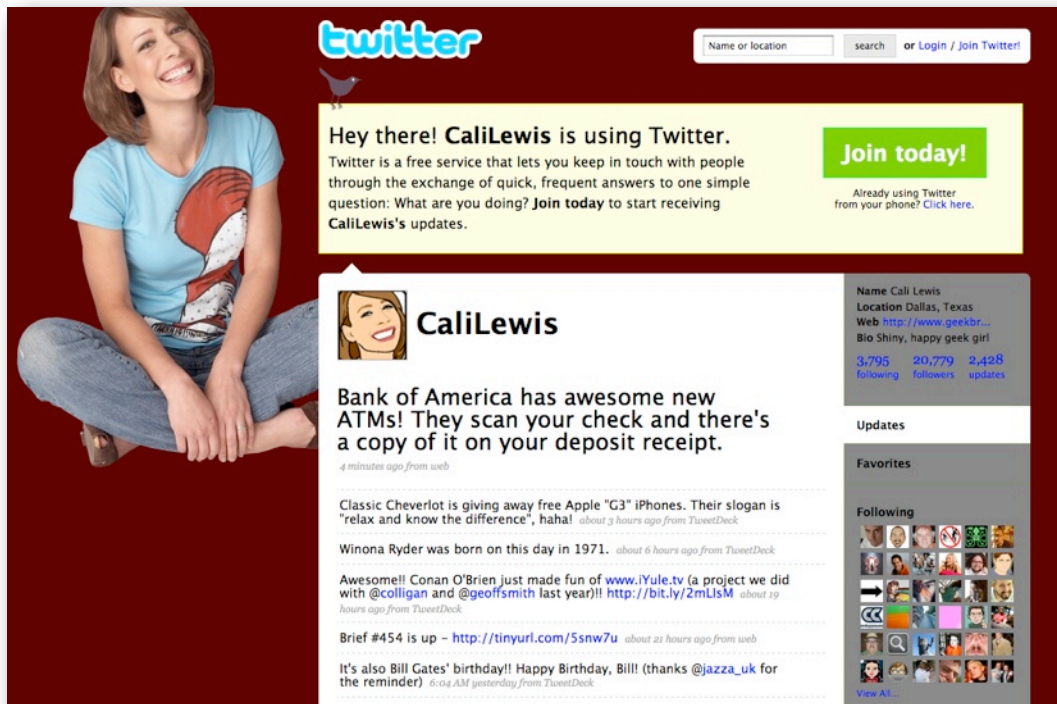 twitter
Name or location
search
or Login / Join Twitter!
Hey there! CaliLewis is using Twitter.
Twitter is a free service that lets you keep in touch with people
through the exchange of quick, frequent answers to one simple
question: What are you doing? Join today to start receiving
CaliLewis's updates.
Join today!
Already using Twitter
from your phone? Click here.
CaliLewis
Bank of America has awesome new
ATMs! They scan your check and there's
a copy of it on your deposit receipt.
4 minutes ago from web
Classic Cheverlot is giving away free Apple "G3" iPhones. Their slogan is
"relax and know the difference", haha! about 3 hours ago from TweetDeck
Winona Ryder was born on this day in 1971. about 6 hours ago from TweetDeck
Awesome!! Conan O'Brien just made fun of www.iYule.tv (a project we did
with @colligan and @geoffsmith last year)!! http://bit.ly/2mLIsM about 19
hours ago from TweetDeck
Brief #454 is up - http://tinyurl.com/5snw7u about 21 hours ago from web
It's also Bill Gates' birthday!! Happy Birthday, Bill! (thanks @jazza_uk for
the reminder) 6:04 AM yesterday from TweetDeck
Name Cali Lewis
Location Dallas, Texas
Web http://www.geekbr...
Bio Shiny, happy geek girl
3,795 20,779 2,428
following followers updates
Updates
Favorites
Following
View All...